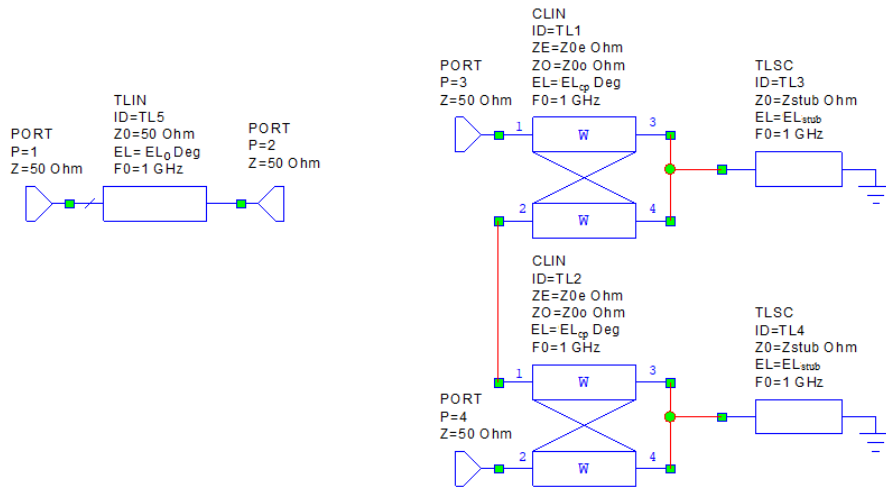 PORT
P=1
Z=50 Ohm
TLIN
ID=TL5
Z0=50 Ohm
EL= EL0 Deg
F0=1 GHz
PORT
P=2
Z=50 Ohm
PORT
P=3
Z=50 Ohm
CLIN
ID=TL1
ZE=Z0e Ohm
ZO=Z0o Ohm
EL=ELcp Deg
F0=1 GHz
1
W
3
2
W
4
TLSC
ID=TL3
Z0=Zstub Ohm
EL=ELstub
F0=1 GHz
CLIN
ID=TL2
ZE=Z0e Ohm
ZO=Z0o Ohm
EL=ELcp Deg
F0=1 GHz
1
W
3
PORT
P=4
Z=50 Ohm
2
W
4
TLSC
ID=TL4
Z0=Zstub Ohm
EL=ELstub
F0=1 GHz